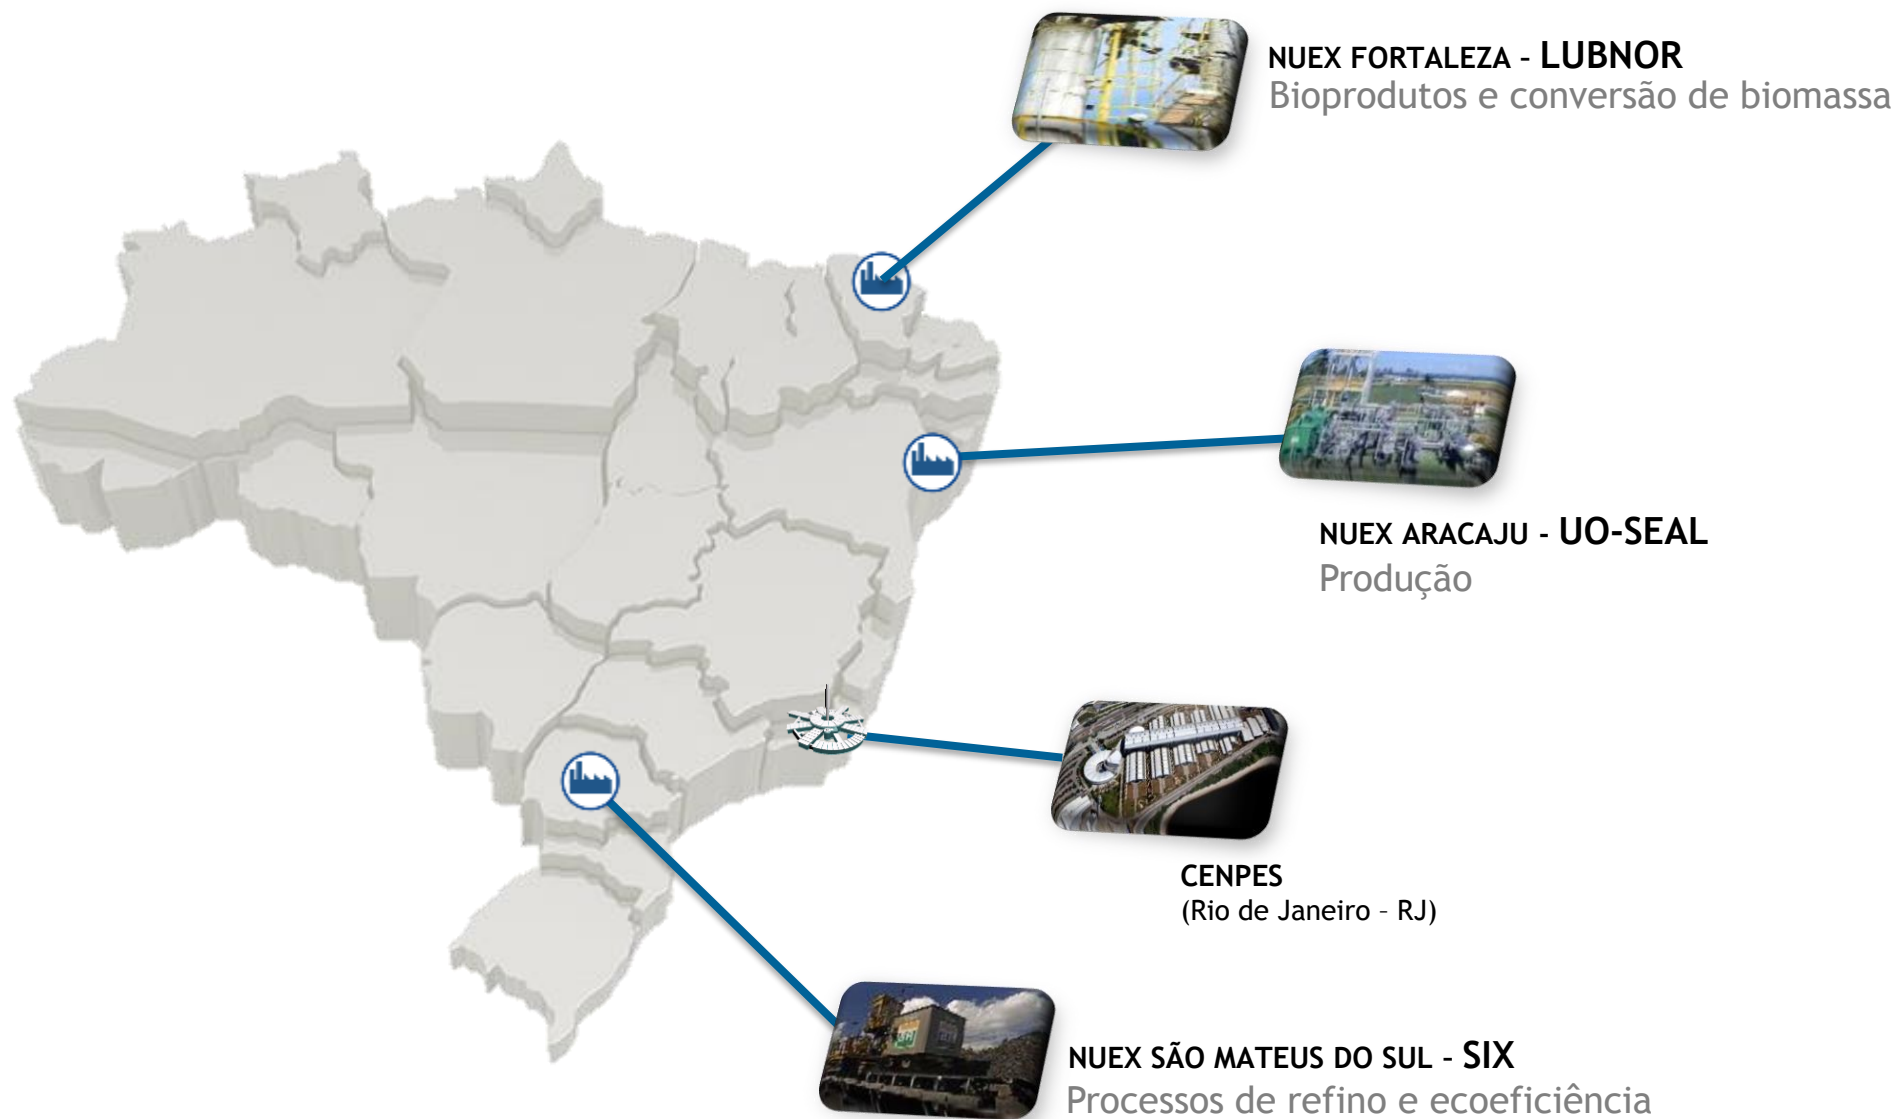 NUEX FORTALEZA - LUBNOR
Bioprodutos e conversão de biomassa
NUEX ARACAJU - UO-SEAL
Produção
CENPES
(Rio de Janeiro - RJ)
NUEX SÃO MATEUS DO SUL - SIX
Processos de refino e ecoeficiência